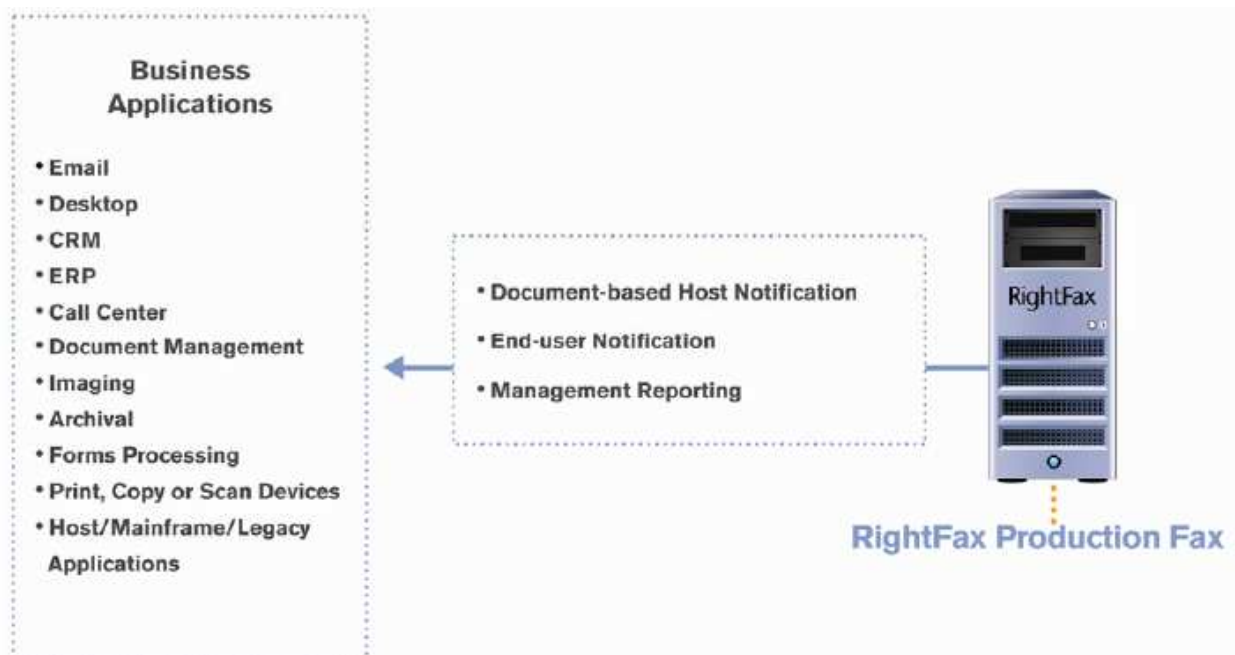 Business
Applications
• Email
• Desktop
• CRM
• ERP
• Call Center
• Document Management
• Imaging
• Archival
• Forms Processing
• Print, Copy or Scan Devices
• Host/Mainframe/Legacy
Applications
• Document-based Host Notification
• End-user Notification
• Management Reporting
RightFax
RightFax Production Fax